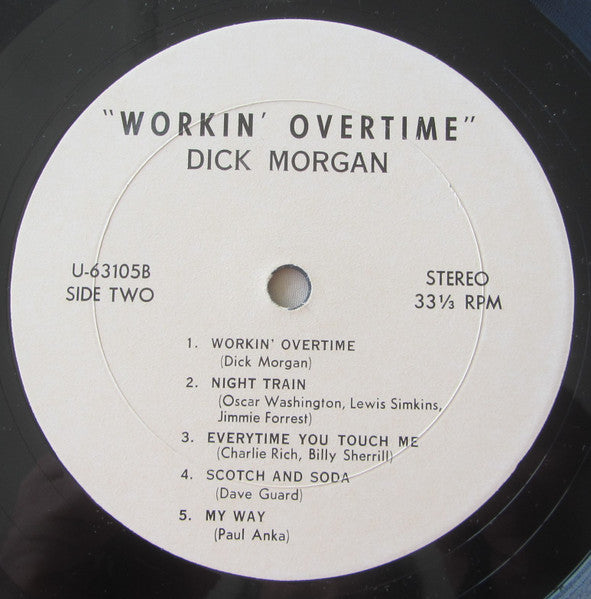 "WORKIN' OVERTIME"
DICK MORGAN
U-63105B
SIDE TWO
STEREO
33⅓ RPM
1. WORKIN' OVERTIME
(Dick Morgan)
2. NIGHT TRAIN
(Oscar Washington, Lewis Simkins,
Jimmie Forrest)
3. EVERYTIME YOU TOUCH ME
(Charlie Rich, Billy Sherrill)
4. SCOTCH AND SODA
(Dave Guard)
5. MY WAY
(Paul Anka)